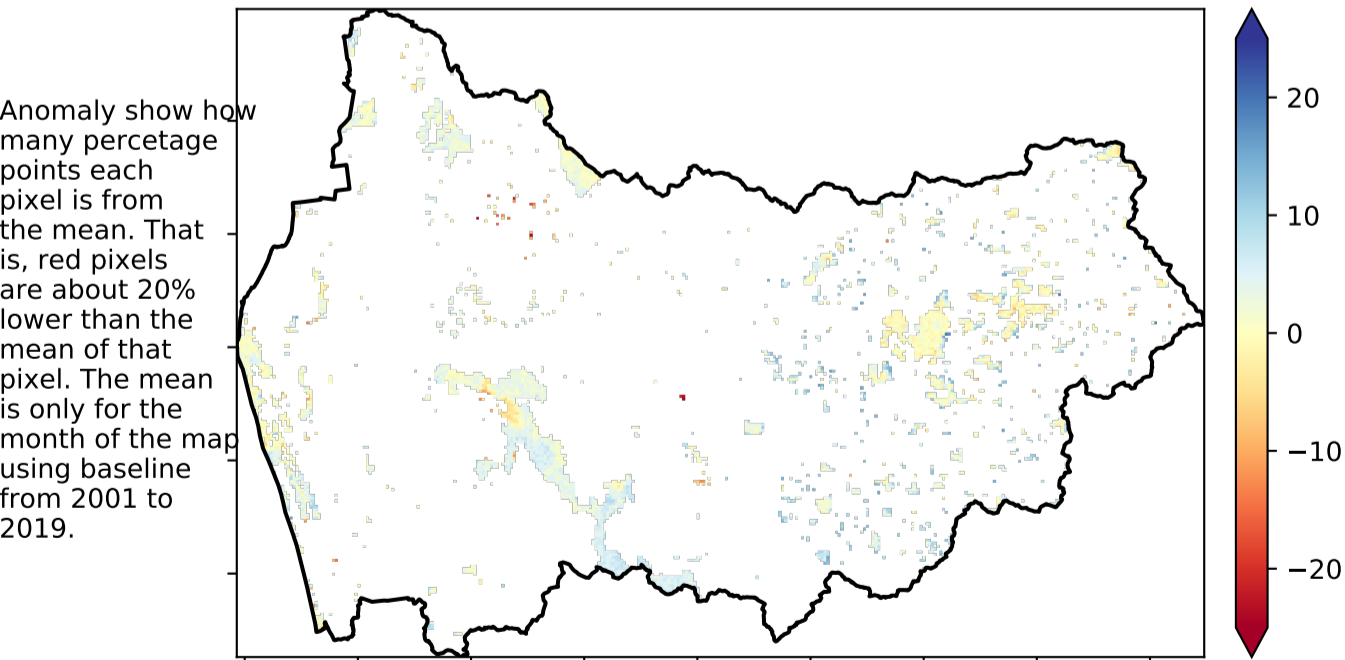 Anomaly show how
many percetage
points each
pixel is from
the mean. That
is, red pixels
are about 20%
lower than the
mean of that
pixel. The mean
is only for the
month of the map
using baseline
from 2001 to
2019.
20
10
0
−10
−20